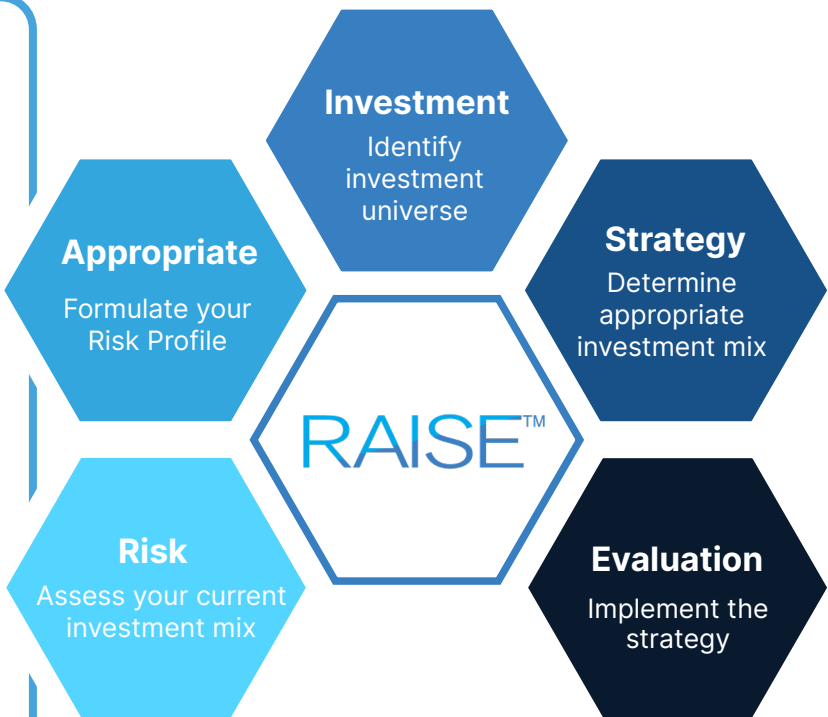 Investment
Identify
investment
universe
Appropriate
Formulate your
Risk Profile
Strategy
Determine
appropriate
investment mix
RAISE™
Risk
Assess your current
investment mix
Evaluation
Implement the
strategy